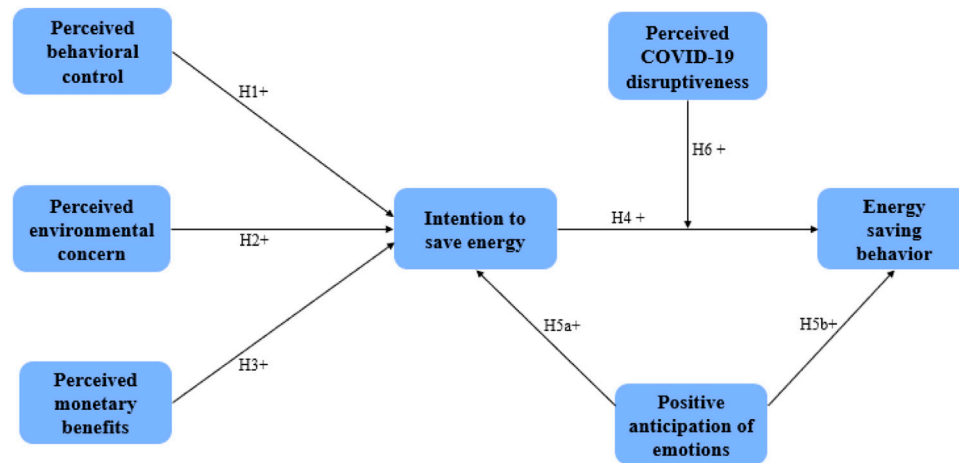 Perceived
behavioral
control
Perceived
COVID-19
disruptiveness
H1+
H6 +
Perceived
environmental
concern
H2+
Intention to
save energy
H4 +
Energy
saving
behavior
H5a+
H5b+
H3+
Perceived
monetary
benefits
Positive
anticipation of
emotions